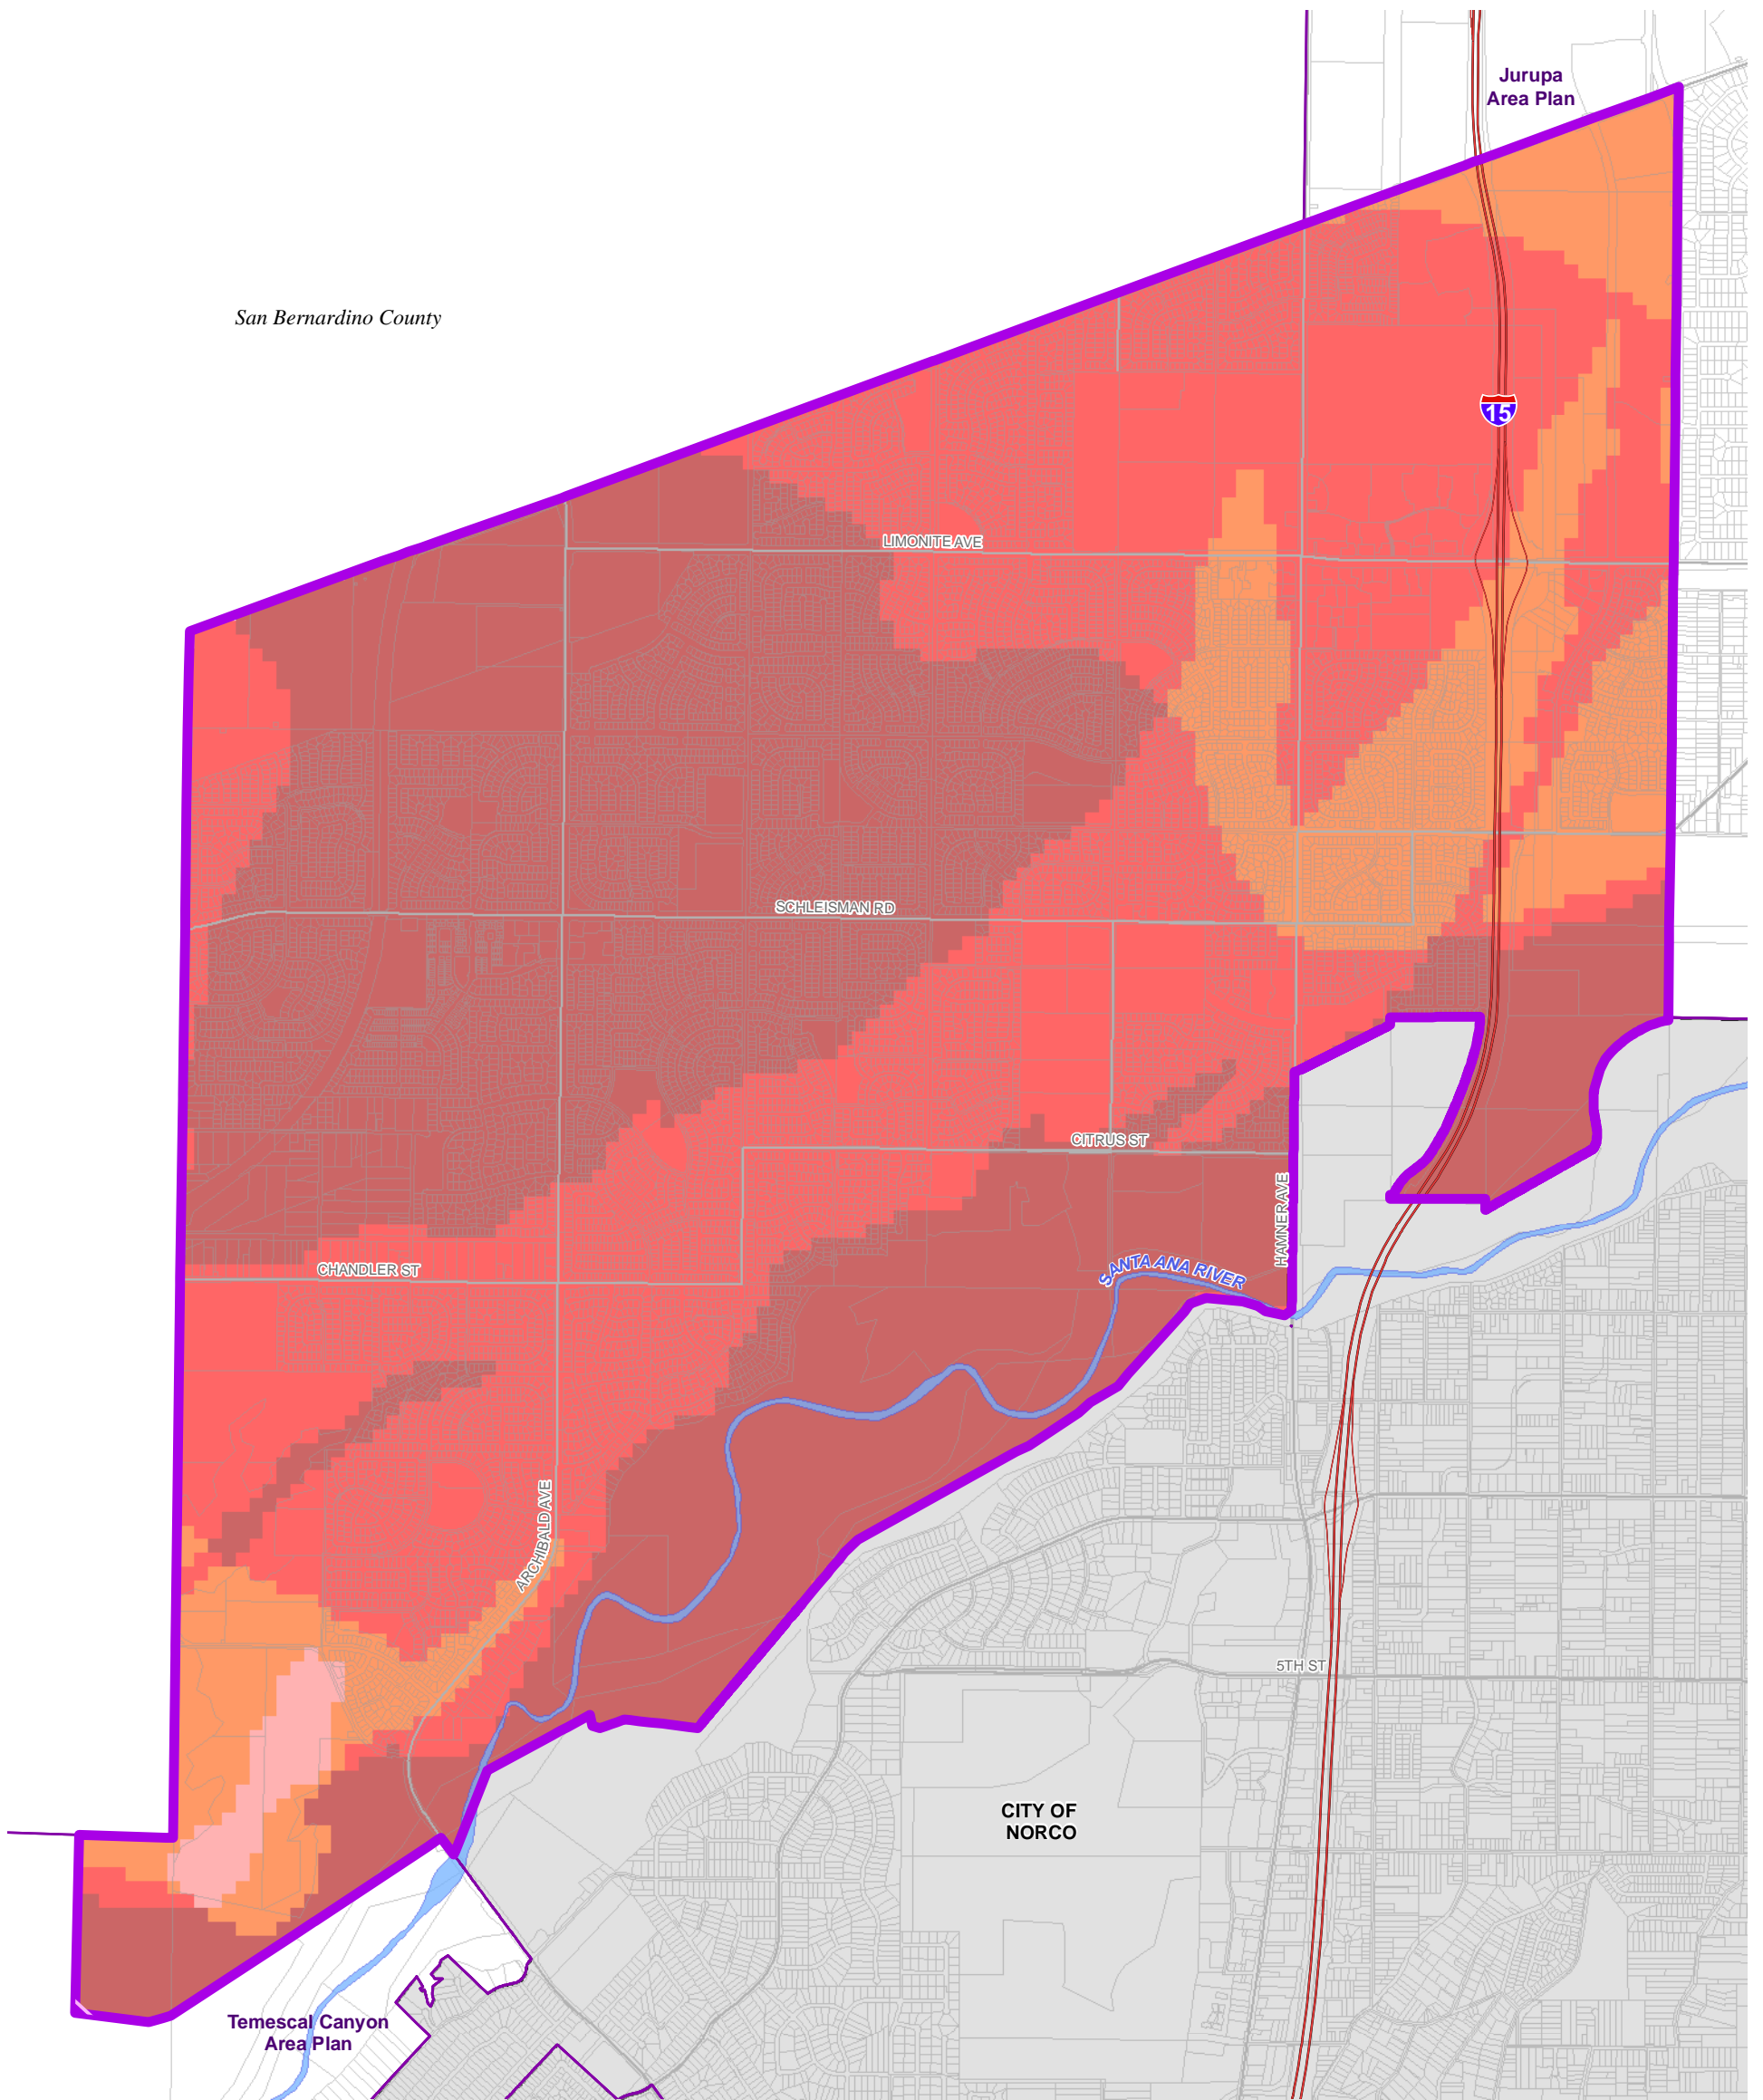 Jurupa
Area Plan
San Bernardino County
15
LIMONITE AVE
SCHLEISMAN RD
CITRUS ST
HAMNER AVE
CHANDLER ST
SANTA ANA RIVER
ARCHIBALD AVE
5TH ST
CITY OF
NORCO
Temescal Canyon
Area Plan